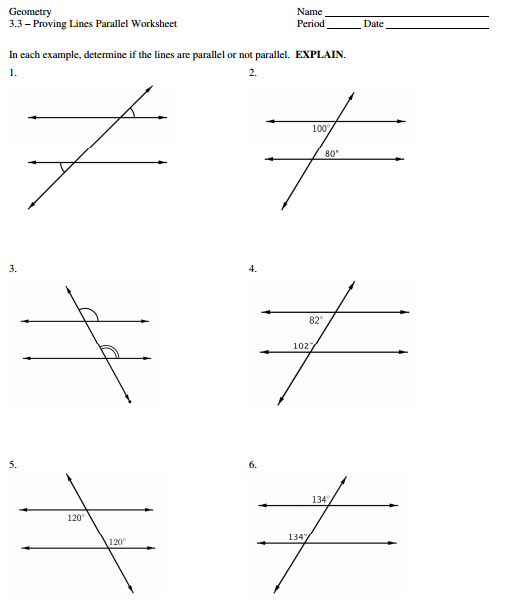 Geometry
Name
3.3 – Proving Lines Parallel Worksheet
Period Date
In each example, determine if the lines are parallel or not parallel. EXPLAIN.
1.
2.
100°
80°
3.
4.
82°
102°
5.
6.
120°
120°
134°
134°